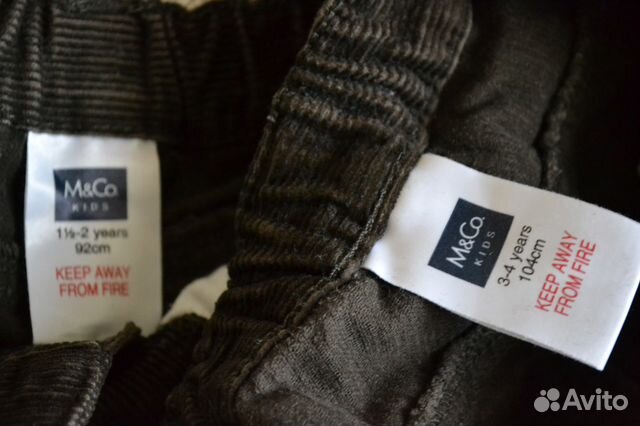 M&Co.
KIDS
1½-2 years
92cm
KEEP AWAY
FROM FIRE
M&Co.
KIDS
3-4 years
104cm
KEEP AWAY
FROM FIRE
Avito